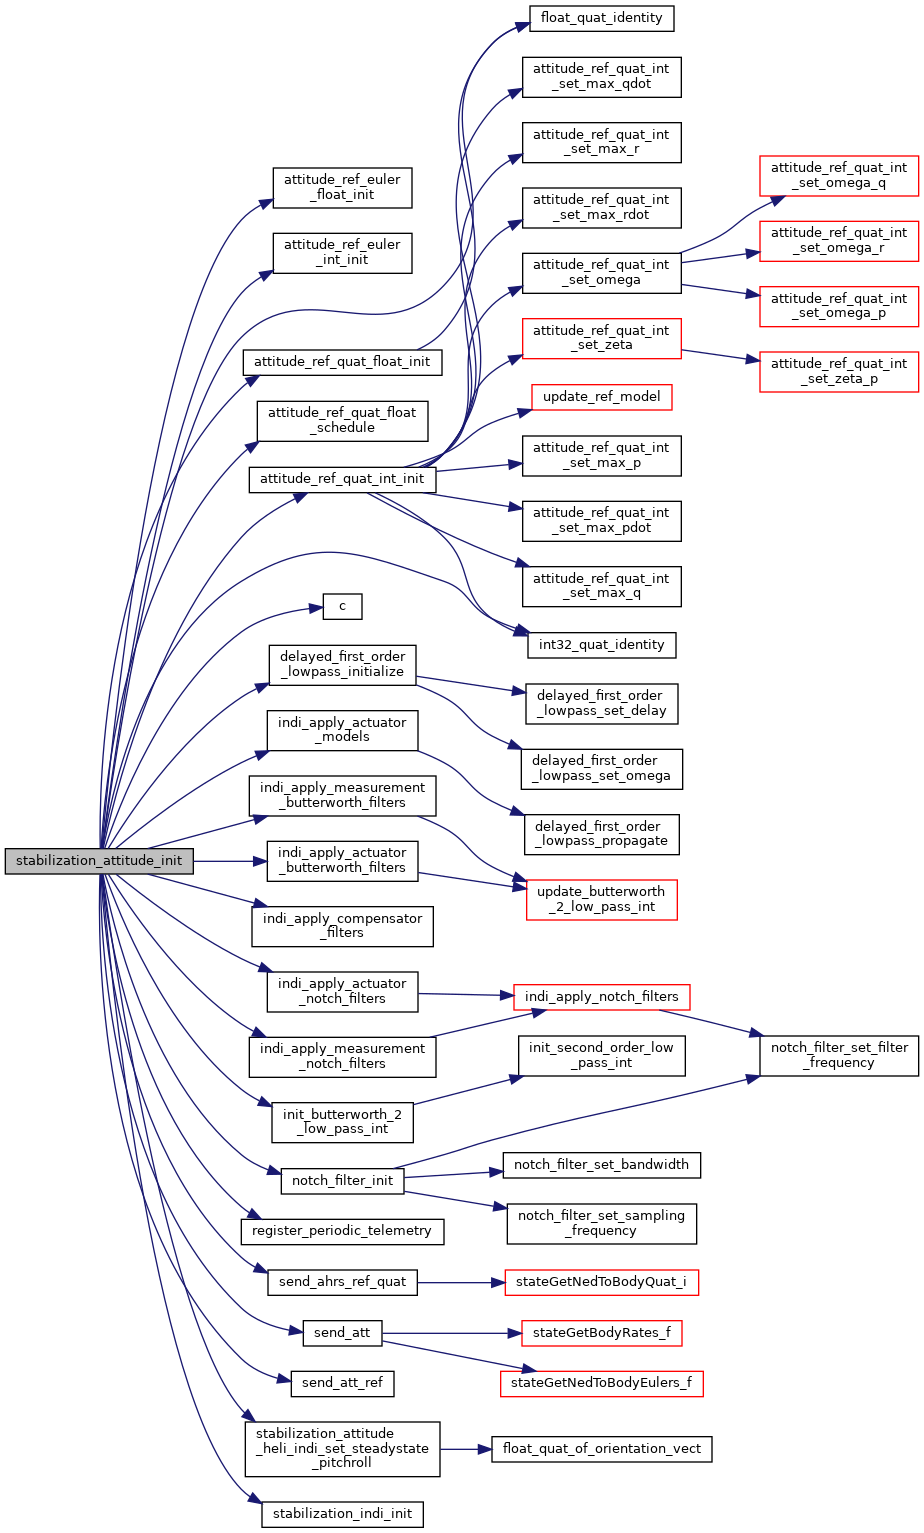 stabilization_attitude_init
attitude_ref_euler
_float_init
attitude_ref_euler
_int_init
attitude_ref_quat_float_init
attitude_ref_quat_float
_schedule
attitude_ref_quat_int_init
c
delayed_first_order
_lowpass_initialize
indi_apply_actuator
_models
indi_apply_measurement
_butterworth_filters
indi_apply_actuator
_butterworth_filters
indi_apply_compensator
_filters
indi_apply_actuator
_notch_filters
indi_apply_measurement
_notch_filters
init_butterworth_2
_low_pass_int
notch_filter_init
register_periodic_telemetry
send_ahrs_ref_quat
send_att
send_att_ref
stabilization_attitude
_heli_indi_set_steadystate
_pitchroll
stabilization_indi_init
float_quat_identity
attitude_ref_quat_int
_set_max_qdot
attitude_ref_quat_int
_set_max_r
attitude_ref_quat_int
_set_max_rdot
attitude_ref_quat_int
_set_omega
attitude_ref_quat_int
_set_zeta
update_ref_model
attitude_ref_quat_int
_set_max_p
attitude_ref_quat_int
_set_max_pdot
attitude_ref_quat_int
_set_max_q
int32_quat_identity
delayed_first_order
_lowpass_set_delay
delayed_first_order
_lowpass_set_omega
delayed_first_order
_lowpass_propagate
update_butterworth
_2_low_pass_int
indi_apply_notch_filters
init_second_order_low
_pass_int
notch_filter_set_bandwidth
notch_filter_set_sampling
_frequency
stateGetNedToBodyQuat_i
stateGetBodyRates_f
stateGetNedToBodyEulers_f
float_quat_of_orientation_vect
attitude_ref_quat_int
_set_omega_q
attitude_ref_quat_int
_set_omega_r
attitude_ref_quat_int
_set_omega_p
attitude_ref_quat_int
_set_zeta_p
notch_filter_set_filter
_frequency